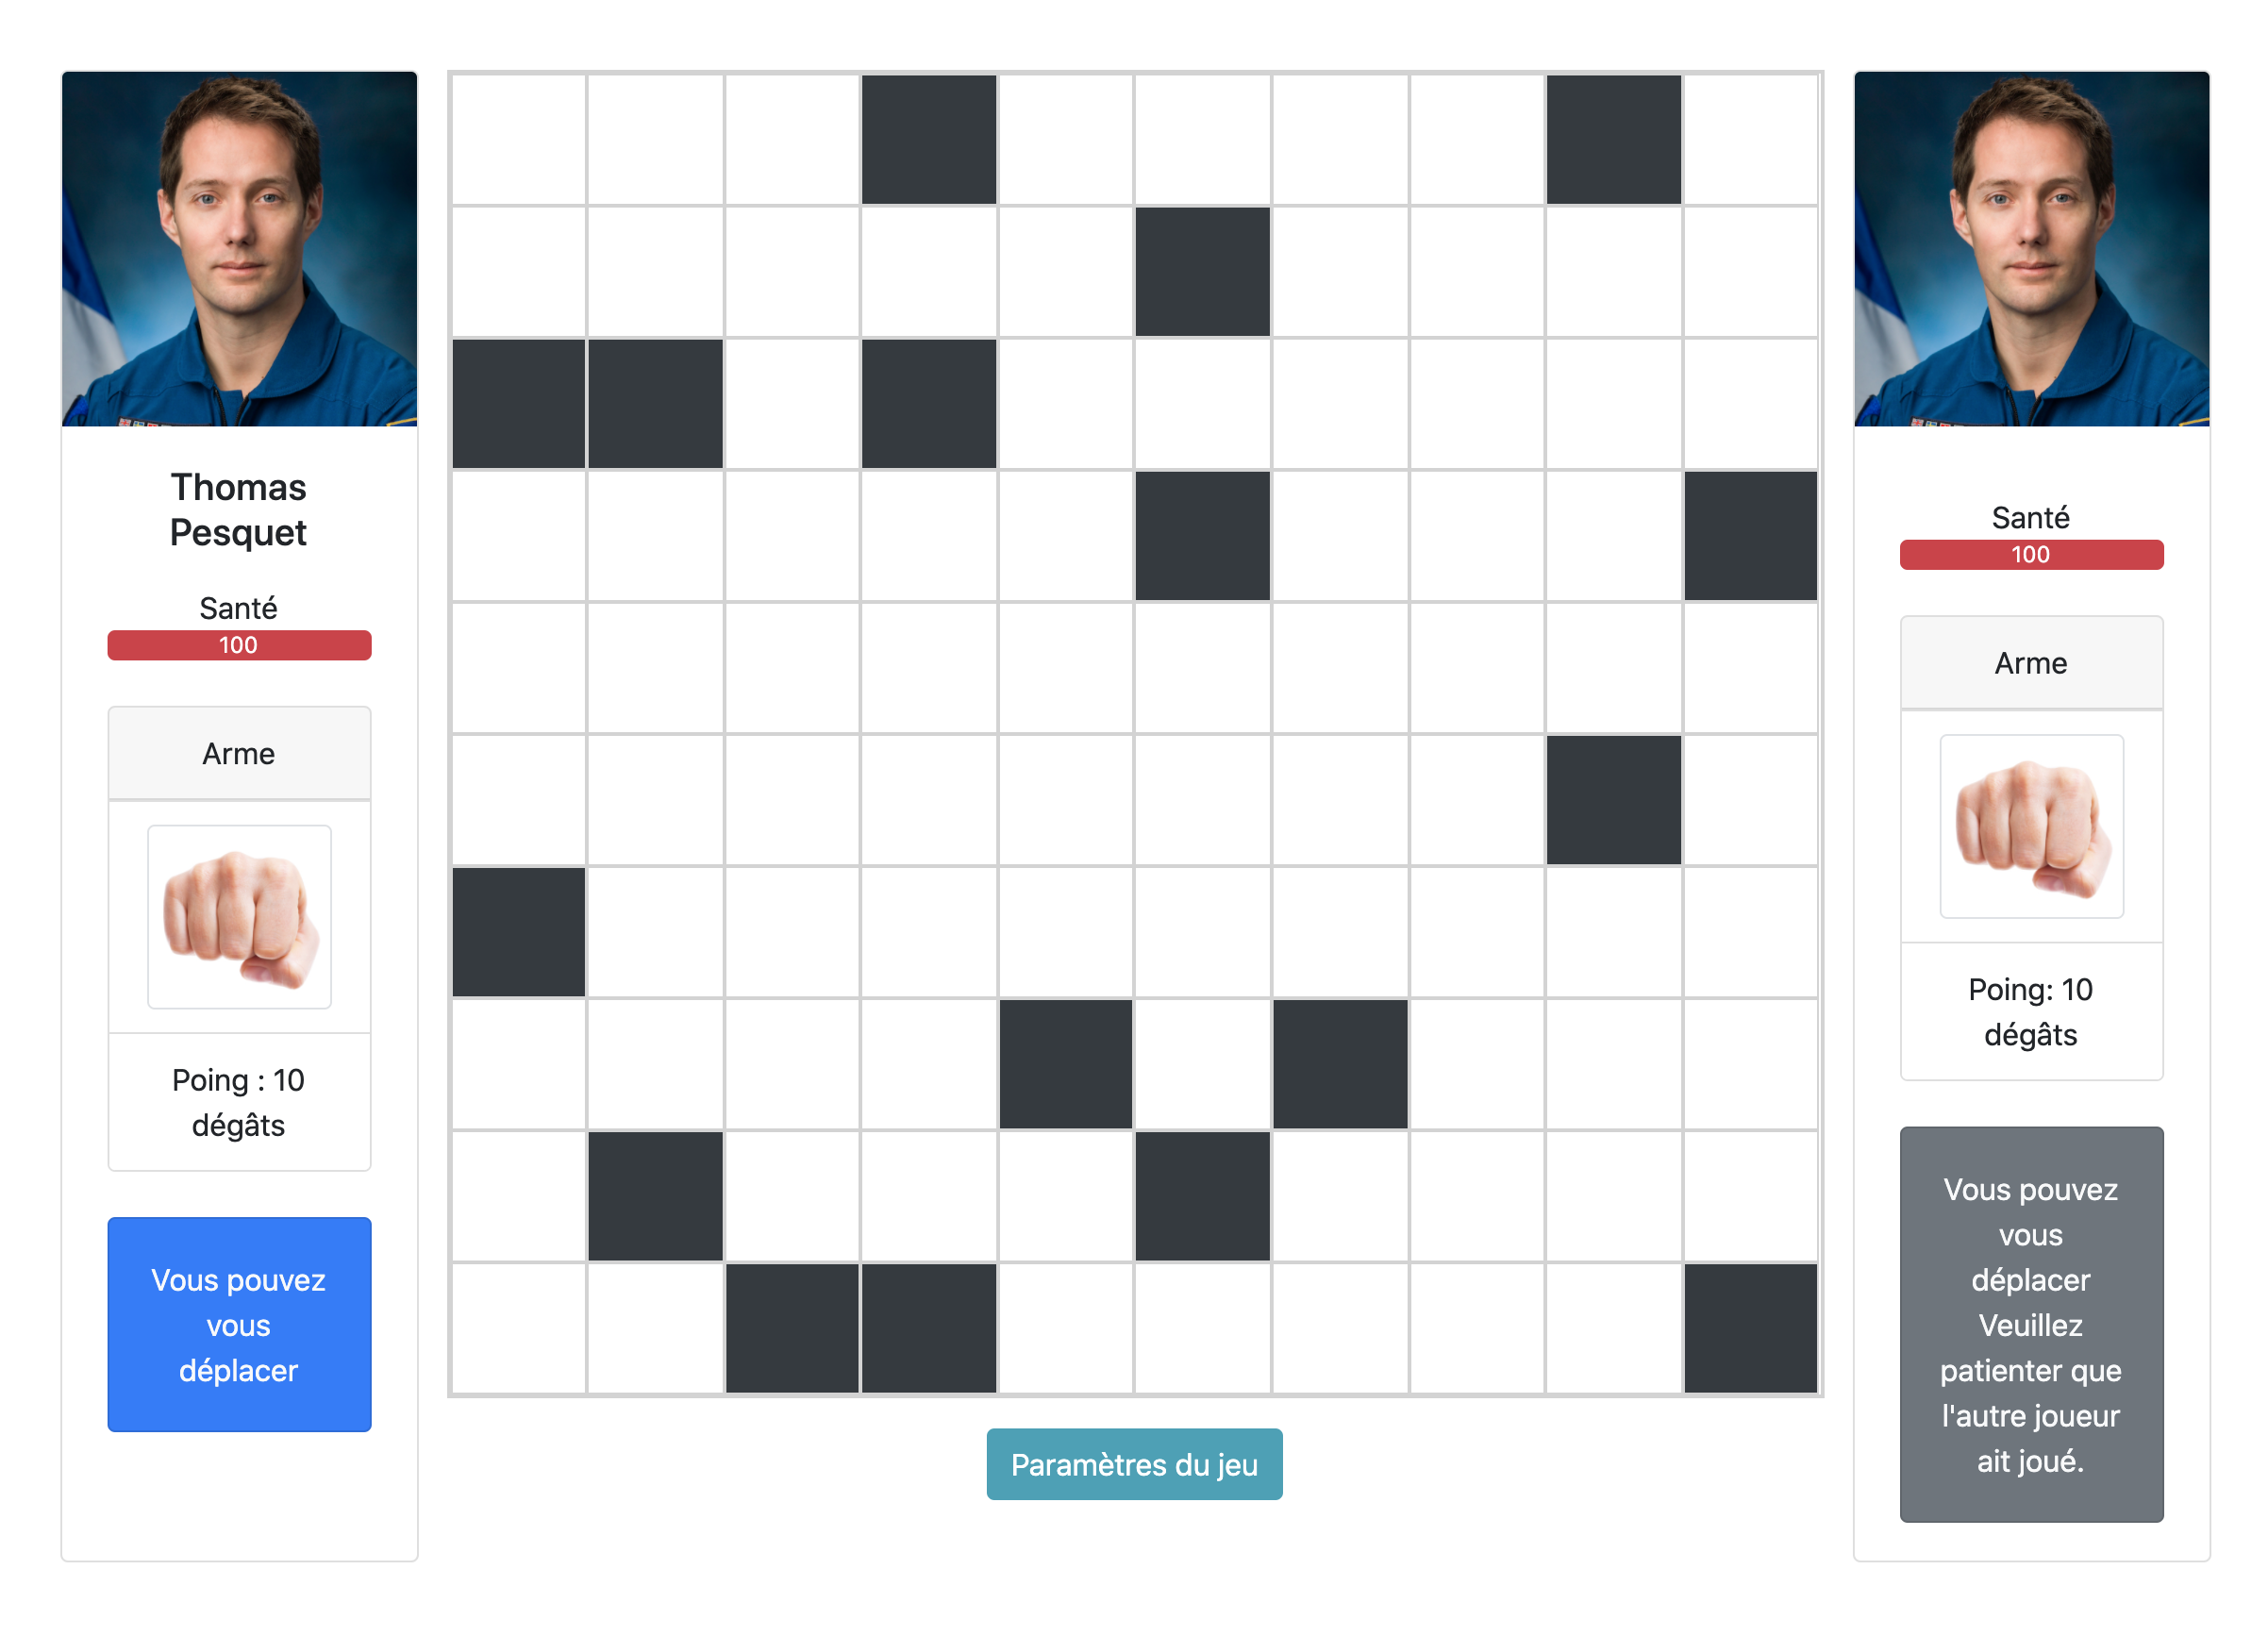 Thomas
Pesquet
Santé
100
Arme
Poing : 10
dégâts
Vous pouvez
vous
déplacer
Paramètres du jeu
Santé
100
Arme
Poing: 10
dégâts
Vous pouvez
vous
déplacer
Veuillez
patienter que
l'autre joueur
ait joué.